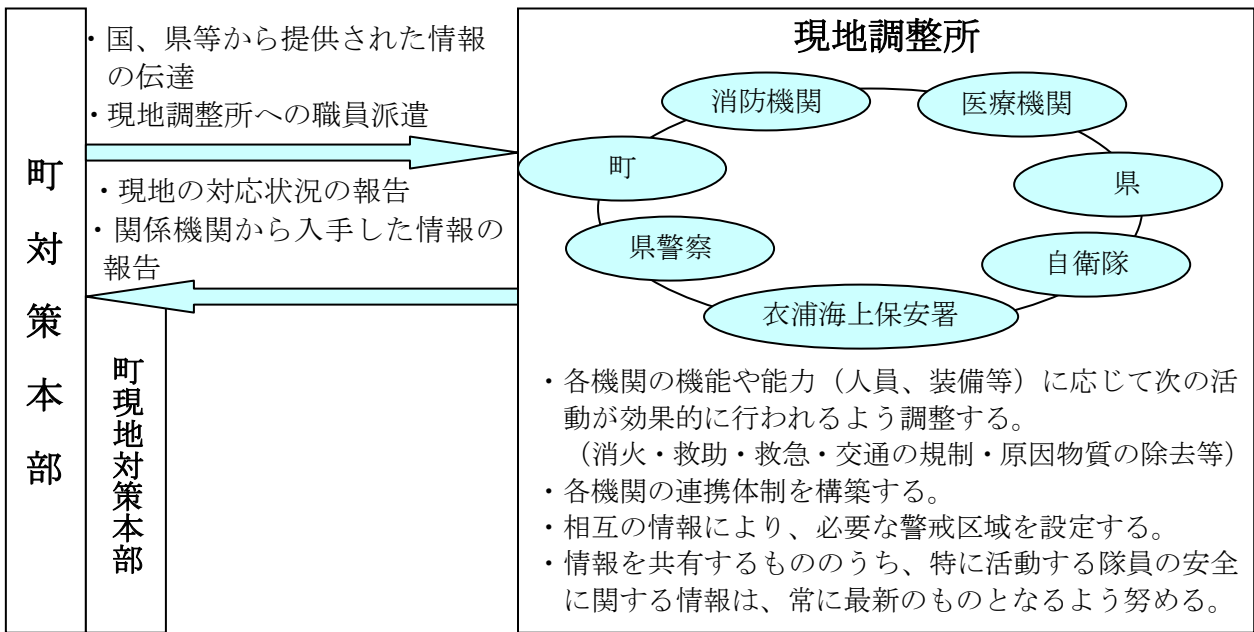 町対策本部
町現地対策本部
・国、県等から提供された情報
の伝達
・現地調整所への職員派遣
・現地の対応状況の報告
・関係機関から入手した情報の
報告
現地調整所
消防機関
医療機関
町
県
県警察
自衛隊
衣浦海上保安署
・各機関の機能や能力（人員、装備等）に応じて次の活
動が効果的に行われるよう調整する。
（消火・救助・救急・交通の規制・原因物質の除去等）
・各機関の連携体制を構築する。
・相互の情報により、必要な警戒区域を設定する。
・情報を共有するもののうち、特に活動する隊員の安全
に関する情報は、常に最新のものとなるよう努める。